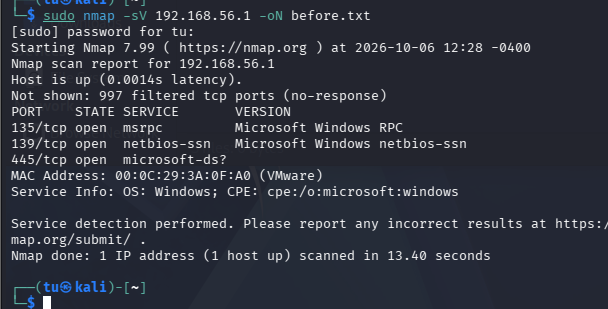 ┌──(tu㉿kali)-[~]
└─$ sudo nmap -sV 192.168.56.1 -oN before.txt
[sudo] password for tu:
Starting Nmap 7.99 ( https://nmap.org ) at 2026-10-06 12:28 -0400
Nmap scan report for 192.168.56.1
Host is up (0.0014s latency).
Not shown: 997 filtered tcp ports (no-response)
PORT    STATE SERVICE       VERSION
135/tcp open  msrpc         Microsoft Windows RPC
139/tcp open  netbios-ssn   Microsoft Windows netbios-ssn
445/tcp open  microsoft-ds?
MAC Address: 00:0C:29:3A:0F:A0 (VMware)
Service Info: OS: Windows; CPE: cpe:/o:microsoft:windows

Service detection performed. Please report any incorrect results at https:/
map.org/submit/ .
Nmap done: 1 IP address (1 host up) scanned in 13.40 seconds

┌──(tu㉿kali)-[~]
└─$